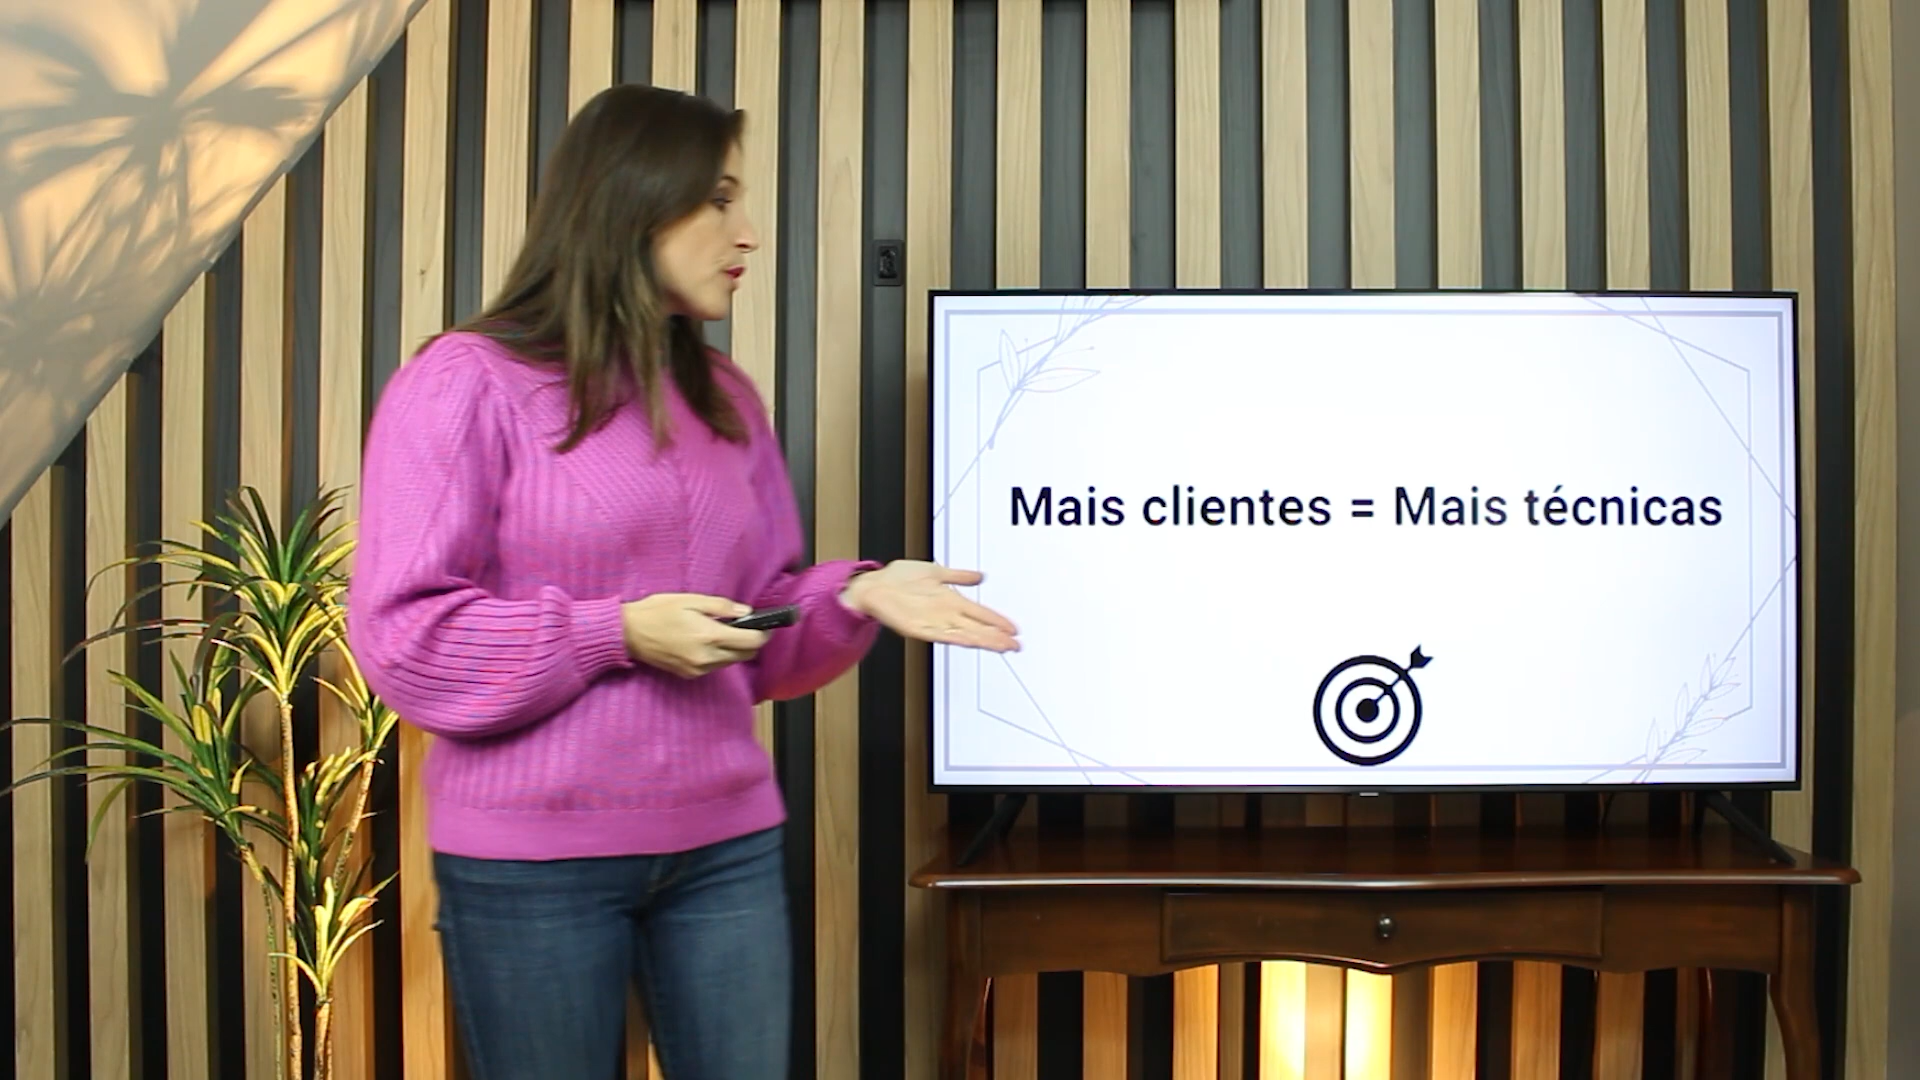 Mais clientes = Mais técnicas